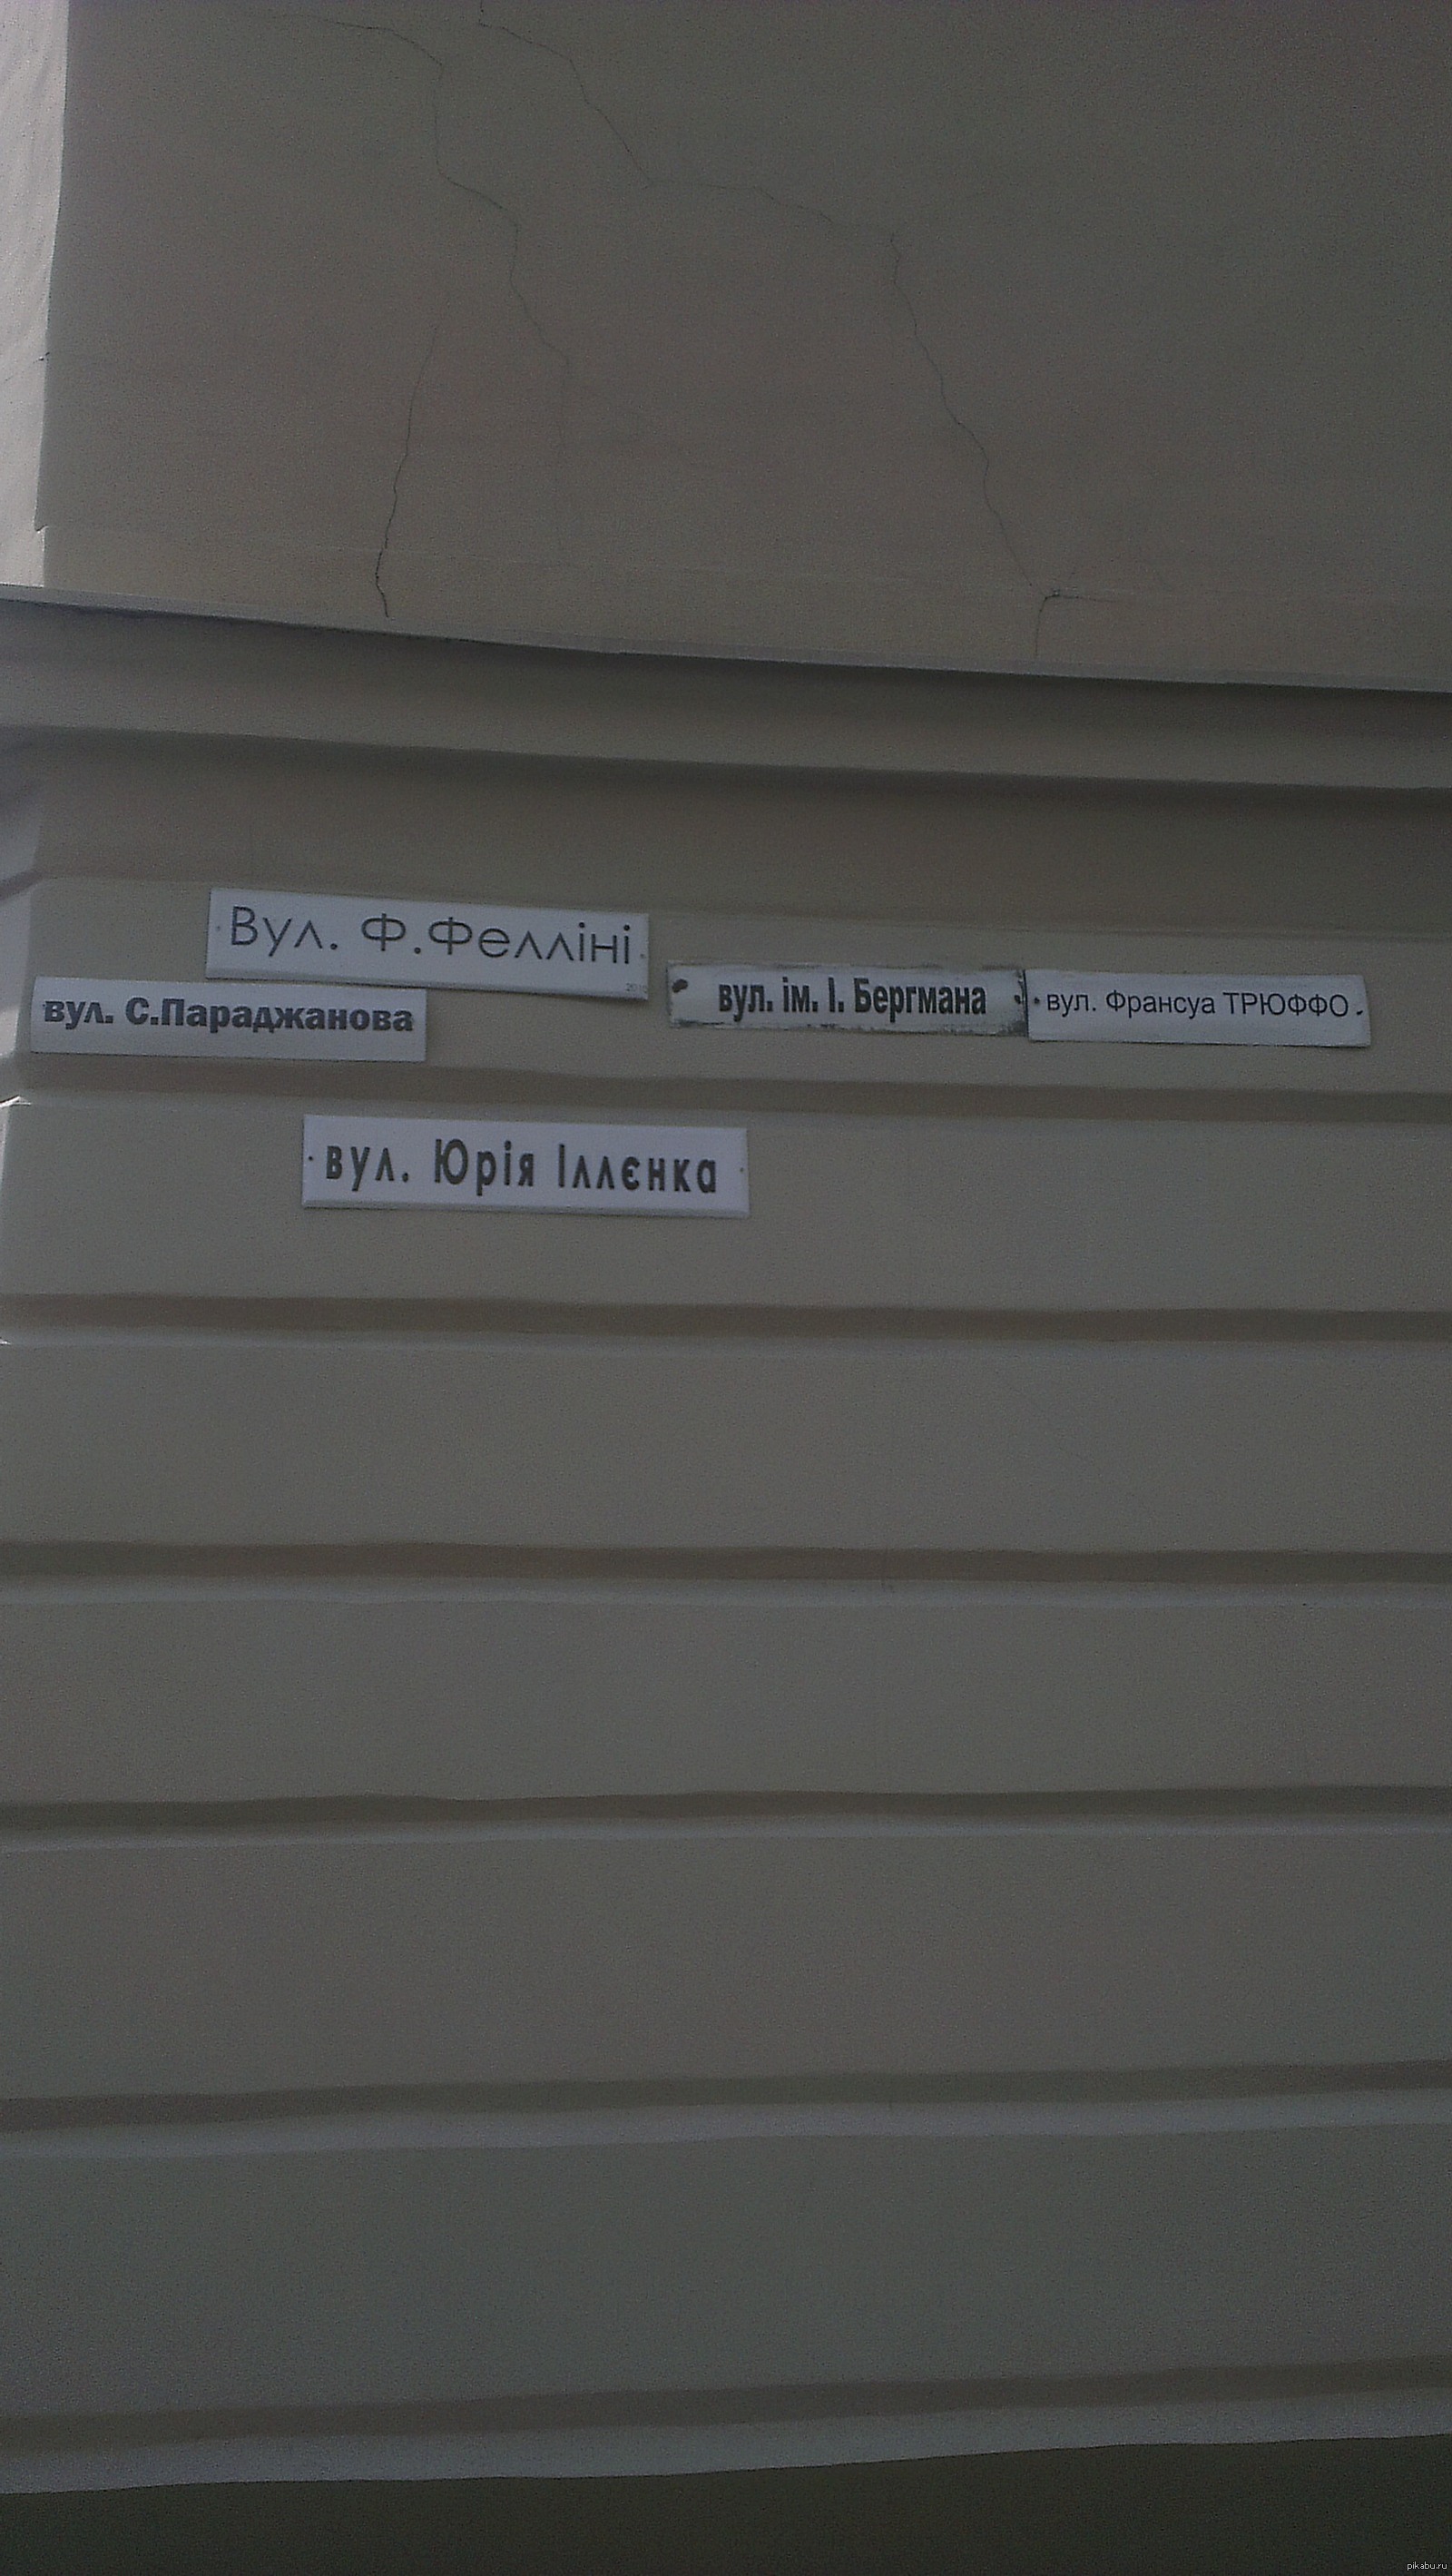 Вул. Ф.Фелліні
вул. С.Параджанова
вул. ім. І. Бергмана
вул. Франсуа ТРЮФФО
вул. Юрія Іллєнка
pikabu.ru